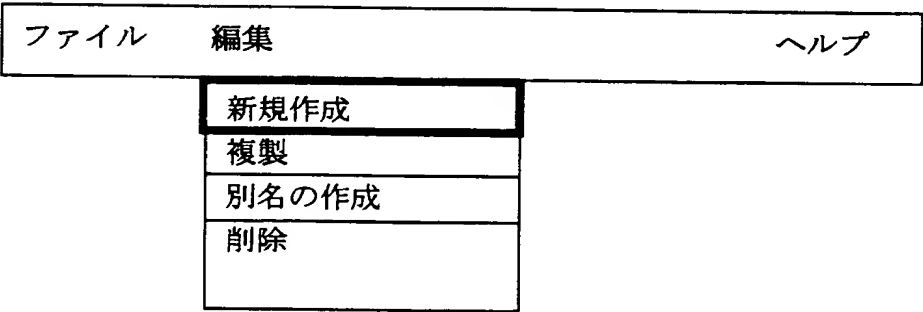 ファイル 編集 ヘルプ
新規作成
複製
別名の作成
削除